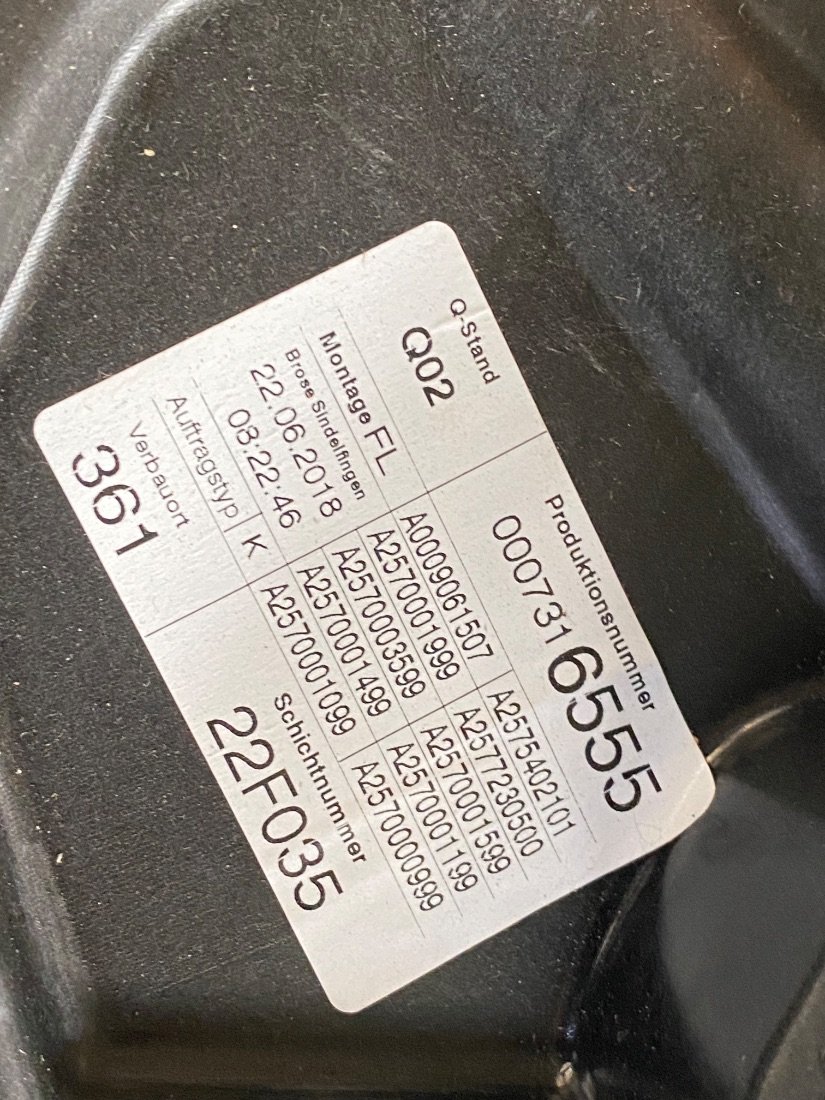 Q-Stand
Q02
Produktionsnummer
0007316555
Montage FL
Brose Sindelfingen
22.06.2018
08:22:46
Auftragstyp K
A0009061507 A2575402101
A2570001999 A2577230500
A2570003599 A2570001599
A2570001499 A2570001199
A2570001099 A2570000999
Verbauort
361
Schichtnummer
22F035